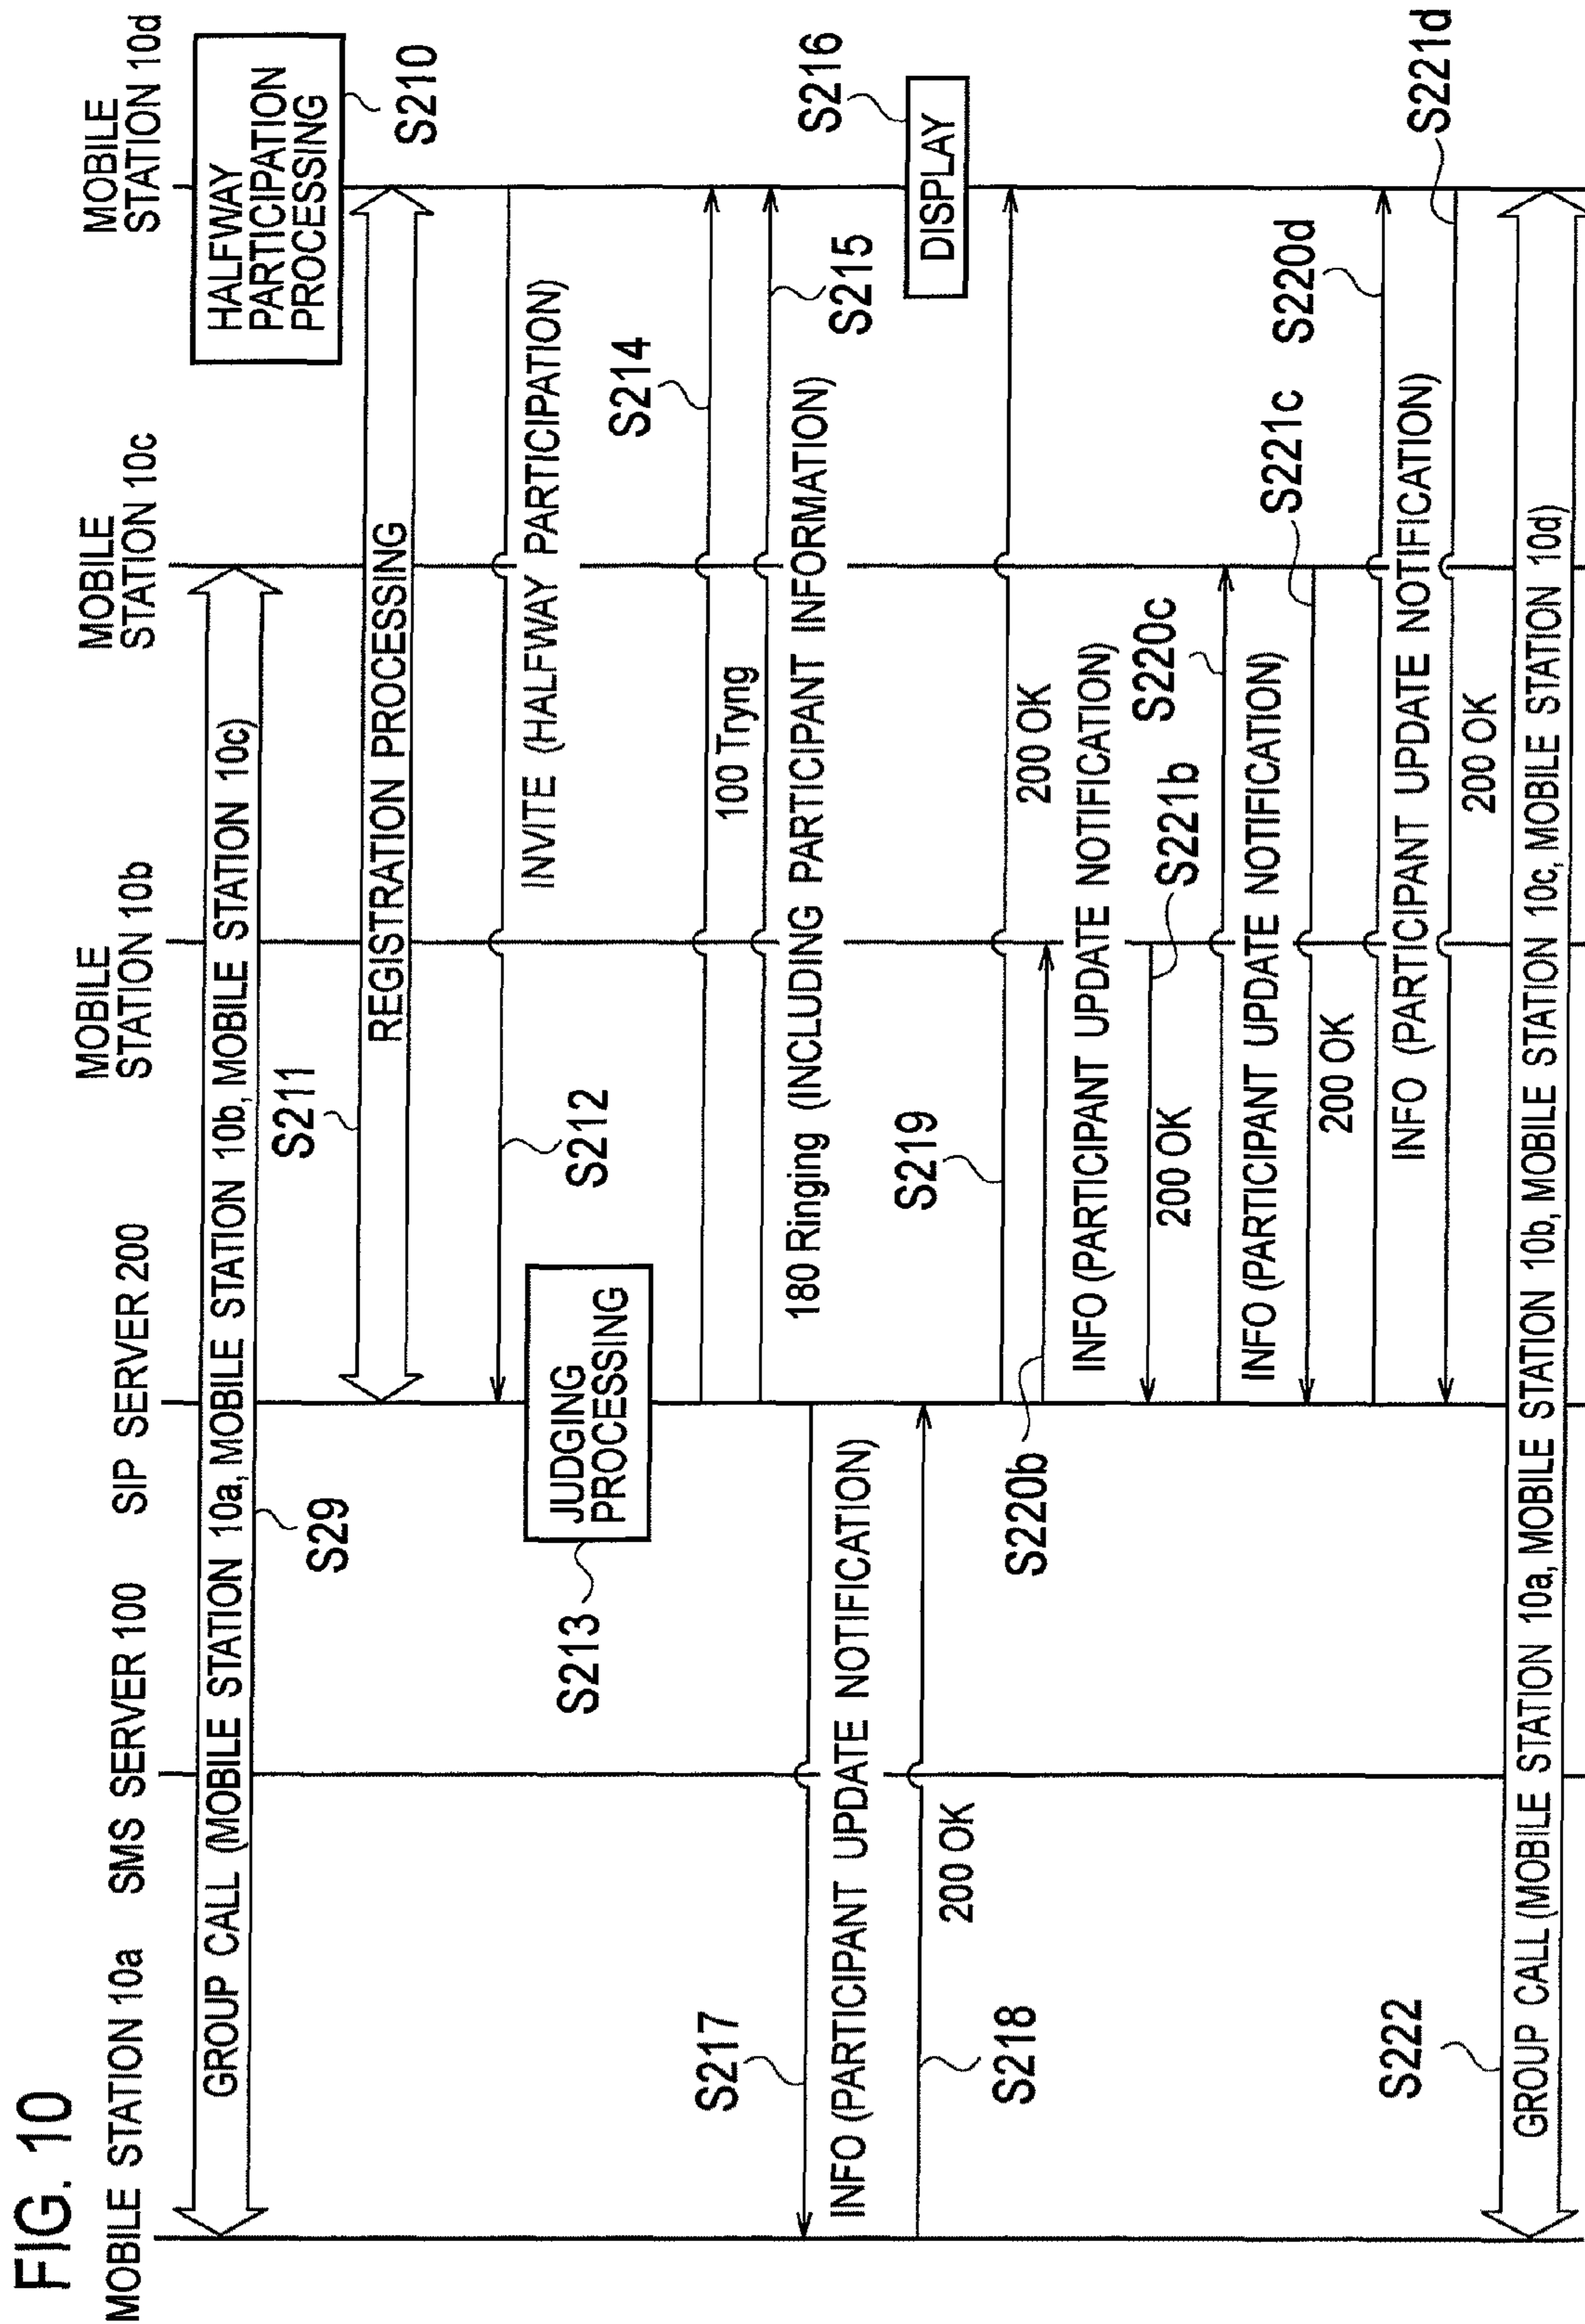 FIG. 10
MOBILE STATION 10a
SMS SERVER 100
SIP SERVER 200
MOBILE
STATION 10b
MOBILE
STATION 10c
MOBILE
STATION 10d
GROUP CALL (MOBILE STATION 10a, MOBILE STATION 10b, MOBILE STATION 10c)
S29
HALFWAY
PARTICIPATION
PROCESSING
S210
S211
REGISTRATION PROCESSING
S212
INVITE (HALFWAY PARTICIPATION)
JUDGING
PROCESSING
S213
S214
100 Tryng
S215
180 Ringing (INCLUDING PARTICIPANT INFORMATION)
S216
DISPLAY
S217
INFO (PARTICIPANT UPDATE NOTIFICATION)
S218
200 OK
S219
200 OK
S220b
INFO (PARTICIPANT UPDATE NOTIFICATION)
S221b
200 OK
S220c
INFO (PARTICIPANT UPDATE NOTIFICATION)
S221c
200 OK
S220d
INFO (PARTICIPANT UPDATE NOTIFICATION)
S221d
200 OK
S222
GROUP CALL (MOBILE STATION 10a, MOBILE STATION 10b, MOBILE STATION 10c, MOBILE STATION 10d)